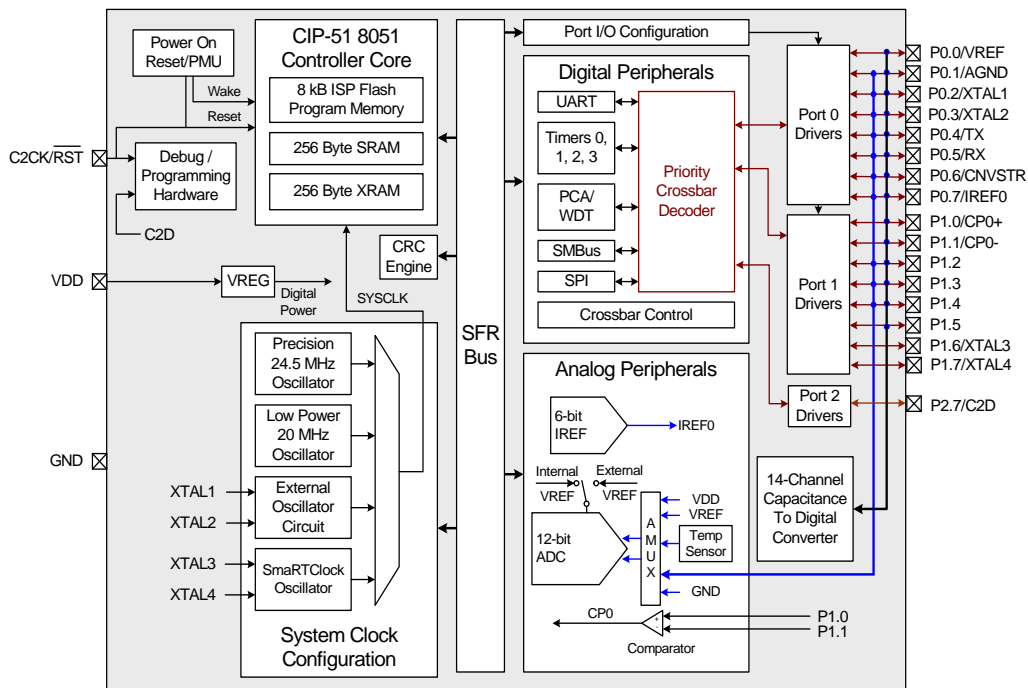 Power On
Reset/PMU
Wake
Reset
C2CK/RST
Debug /
Programming
Hardware
C2D
VDD
VREG
Digital
Power
GND
CIP-51 8051
Controller Core
8 kB ISP Flash
Program Memory
256 Byte SRAM
256 Byte XRAM
CRC
Engine
SYSCLK
Precision
24.5 MHz
Oscillator
Low Power
20 MHz
Oscillator
XTAL1
XTAL2
External
Oscillator
Circuit
XTAL3
XTAL4
SmaRTClock
Oscillator
System Clock
Configuration
SFR
Bus
Port I/O Configuration
Digital Peripherals
UART
Timers 0,
1, 2, 3
PCA/
WDT
SMBus
SPI
Priority
Crossbar
Decoder
Crossbar Control
Analog Peripherals
6-bit
IREF
IREF0
Internal
VREF
External
VREF
12-bit
ADC
A
M
U
X
VDD
VREF
Temp
Sensor
GND
CP0
+
-
Comparator
P1.0
P1.1
Port 0
Drivers
Port 1
Drivers
Port 2
Drivers
14-Channel
Capacitance
To Digital
Converter
P0.0/VREF
P0.1/AGND
P0.2/XTAL1
P0.3/XTAL2
P0.4/TX
P0.5/RX
P0.6/CNVSTR
P0.7/IREF0
P1.0/CP0+
P1.1/CP0-
P1.2
P1.3
P1.4
P1.5
P1.6/XTAL3
P1.7/XTAL4
P2.7/C2D